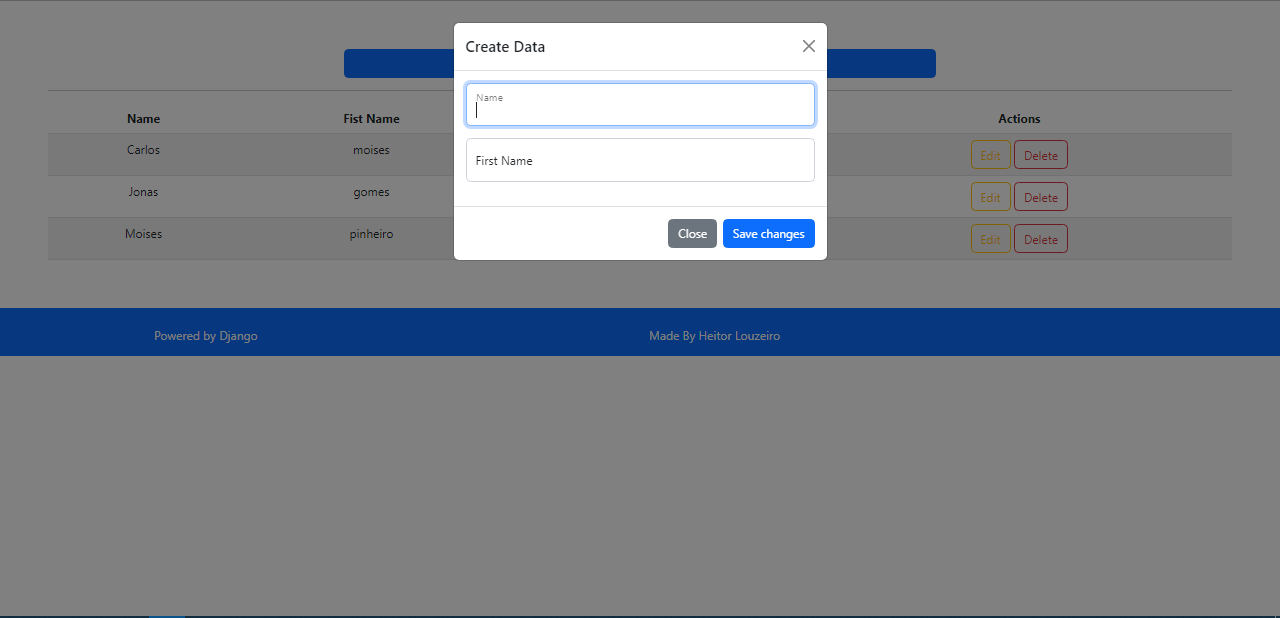 Create Data
Name
First Name
Close Save changes
Name Fist Name Actions
Carlos moises Edit Delete
Jonas gomes Edit Delete
Moises pinheiro Edit Delete
Powered by Django Made By Heitor Louzeiro